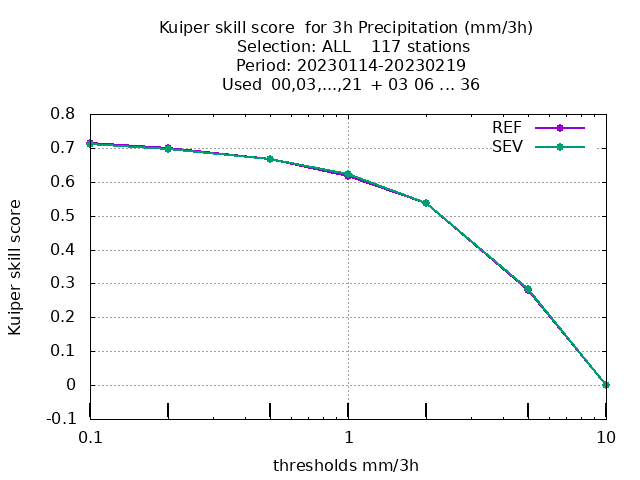 Kuiper skill score  for 3h Precipitation (mm/3h)
Selection: ALL    117 stations
Period: 20230114-20230219
Used  00,03,...,21  + 03 06 ... 36
REF
SEV
0.8
0.7
0.6
0.5
0.4
0.3
0.2
0.1
0
-0.1
Kuiper skill score
0.1
1
10
thresholds mm/3h